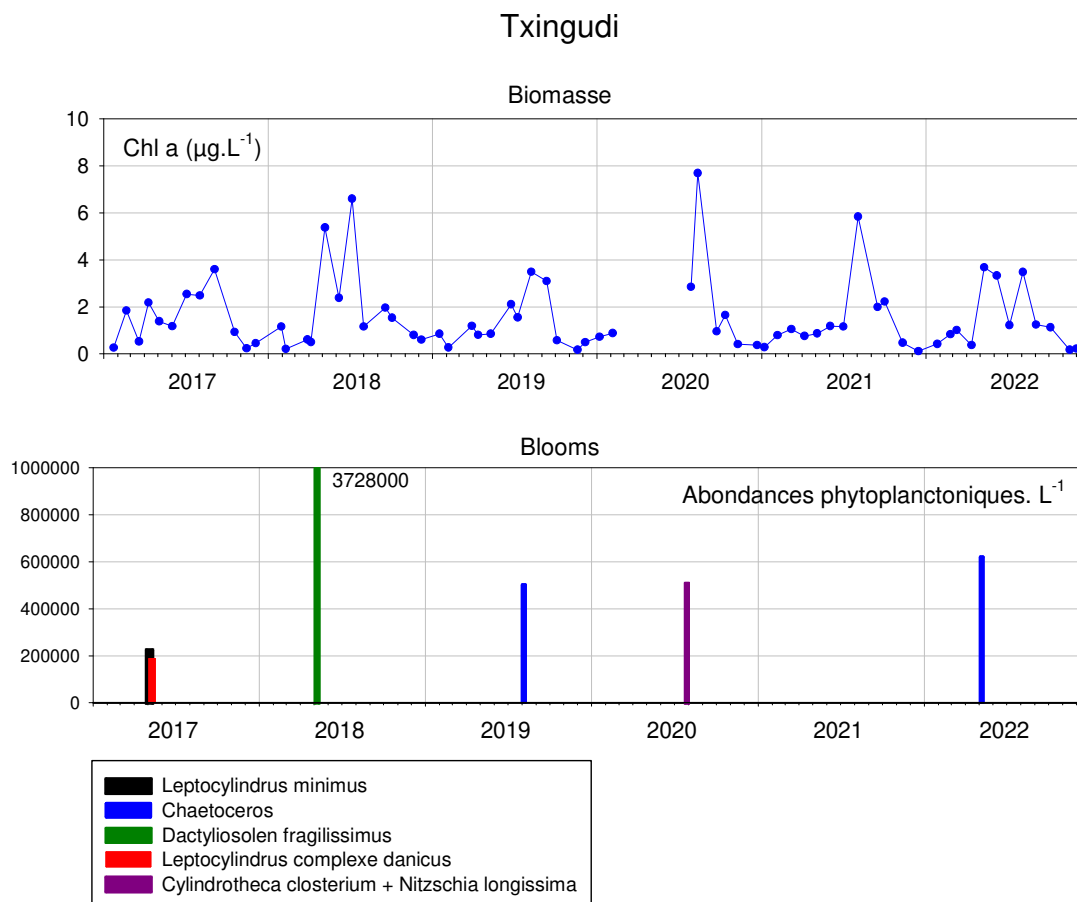 Txingudi
Biomasse
Chl a (µg.L⁻¹)
10
8
6
4
2
0
2017 2018 2019 2020 2021 2022
Blooms
3728000
Abondances phytoplanctoniques. L⁻¹
1000000
800000
600000
400000
200000
0
2017 2018 2019 2020 2021 2022
Leptocylindrus minimus
Chaetoceros
Dactyliosolen fragilissimus
Leptocylindrus complexe danicus
Cylindrotheca closterium + Nitzschia longissima